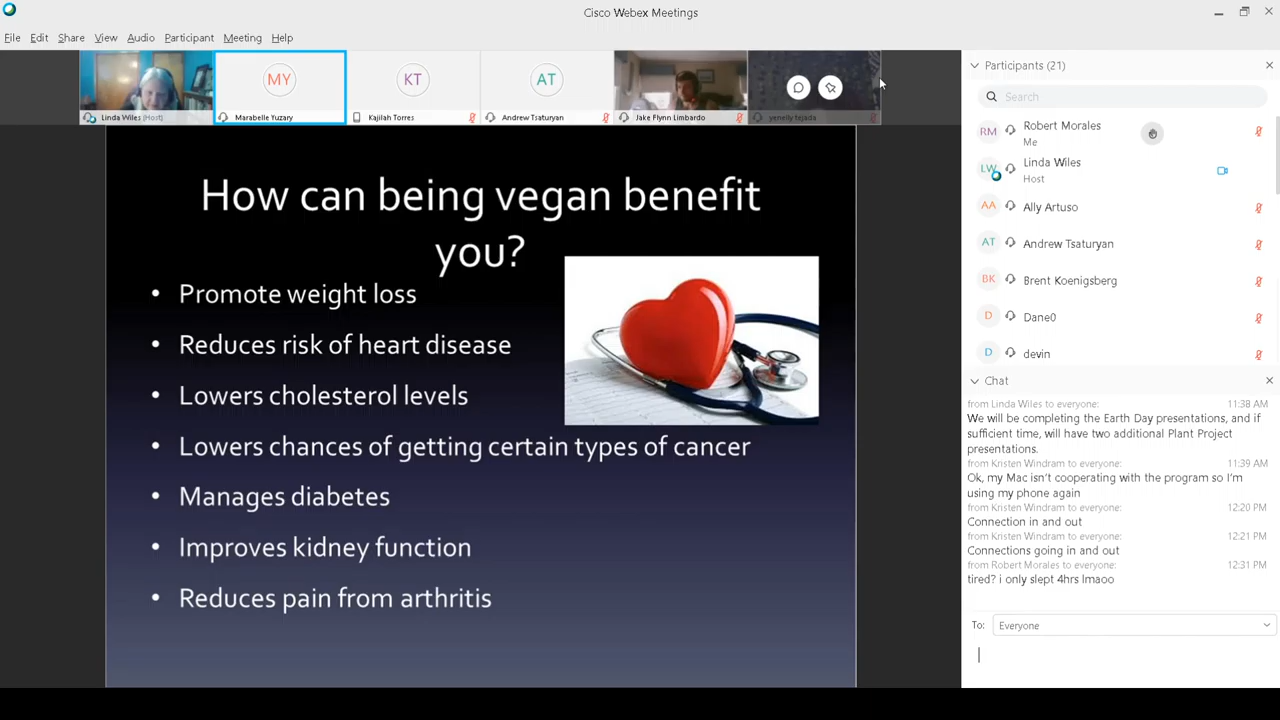 Cisco Webex Meetings
File Edit Share View Audio Participant Meeting Help
MY
KT
AT
Linda Wiles (Host)
Marabelle Yuzary
Kajilah Torres
Andrew Tsaturyan
Jake Flynn Limbardo
yenelly tejada
How can being vegan benefit
you?
• Promote weight loss
• Reduces risk of heart disease
• Lowers cholesterol levels
• Lowers chances of getting certain types of cancer
• Manages diabetes
• Improves kidney function
• Reduces pain from arthritis
Participants (21)
Search
RM Robert Morales
Me
LW Linda Wiles
Host
AA Ally Artuso
AT Andrew Tsaturyan
BK Brent Koenigsberg
D Dane0
D devin
Chat
from Linda Wiles to everyone: 11:38 AM
We will be completing the Earth Day presentations, and if
sufficient time, will have two additional Plant Project
presentations.
from Kristen Windram to everyone: 11:39 AM
Ok, my Mac isn't cooperating with the program so I'm
using my phone again
from Kristen Windram to everyone: 12:20 PM
Connection in and out
from Kristen Windram to everyone: 12:21 PM
Connections going in and out
from Robert Morales to everyone: 12:31 PM
tired? i only slept 4hrs lmaoo
To: Everyone